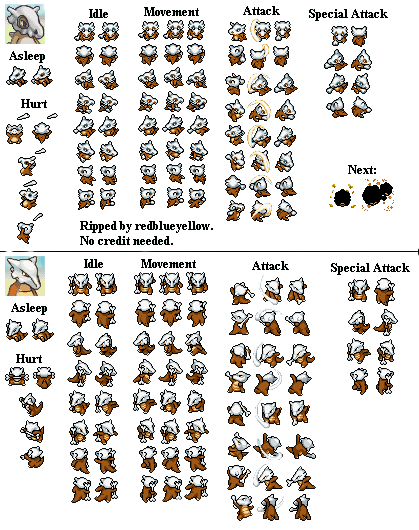 Idle
Movement
Attack
Special Attack
Asleep
Hurt
Next:
Ripped by redblueyellow.
No credit needed.
Idle
Movement
Attack
Special Attack
Asleep
Hurt